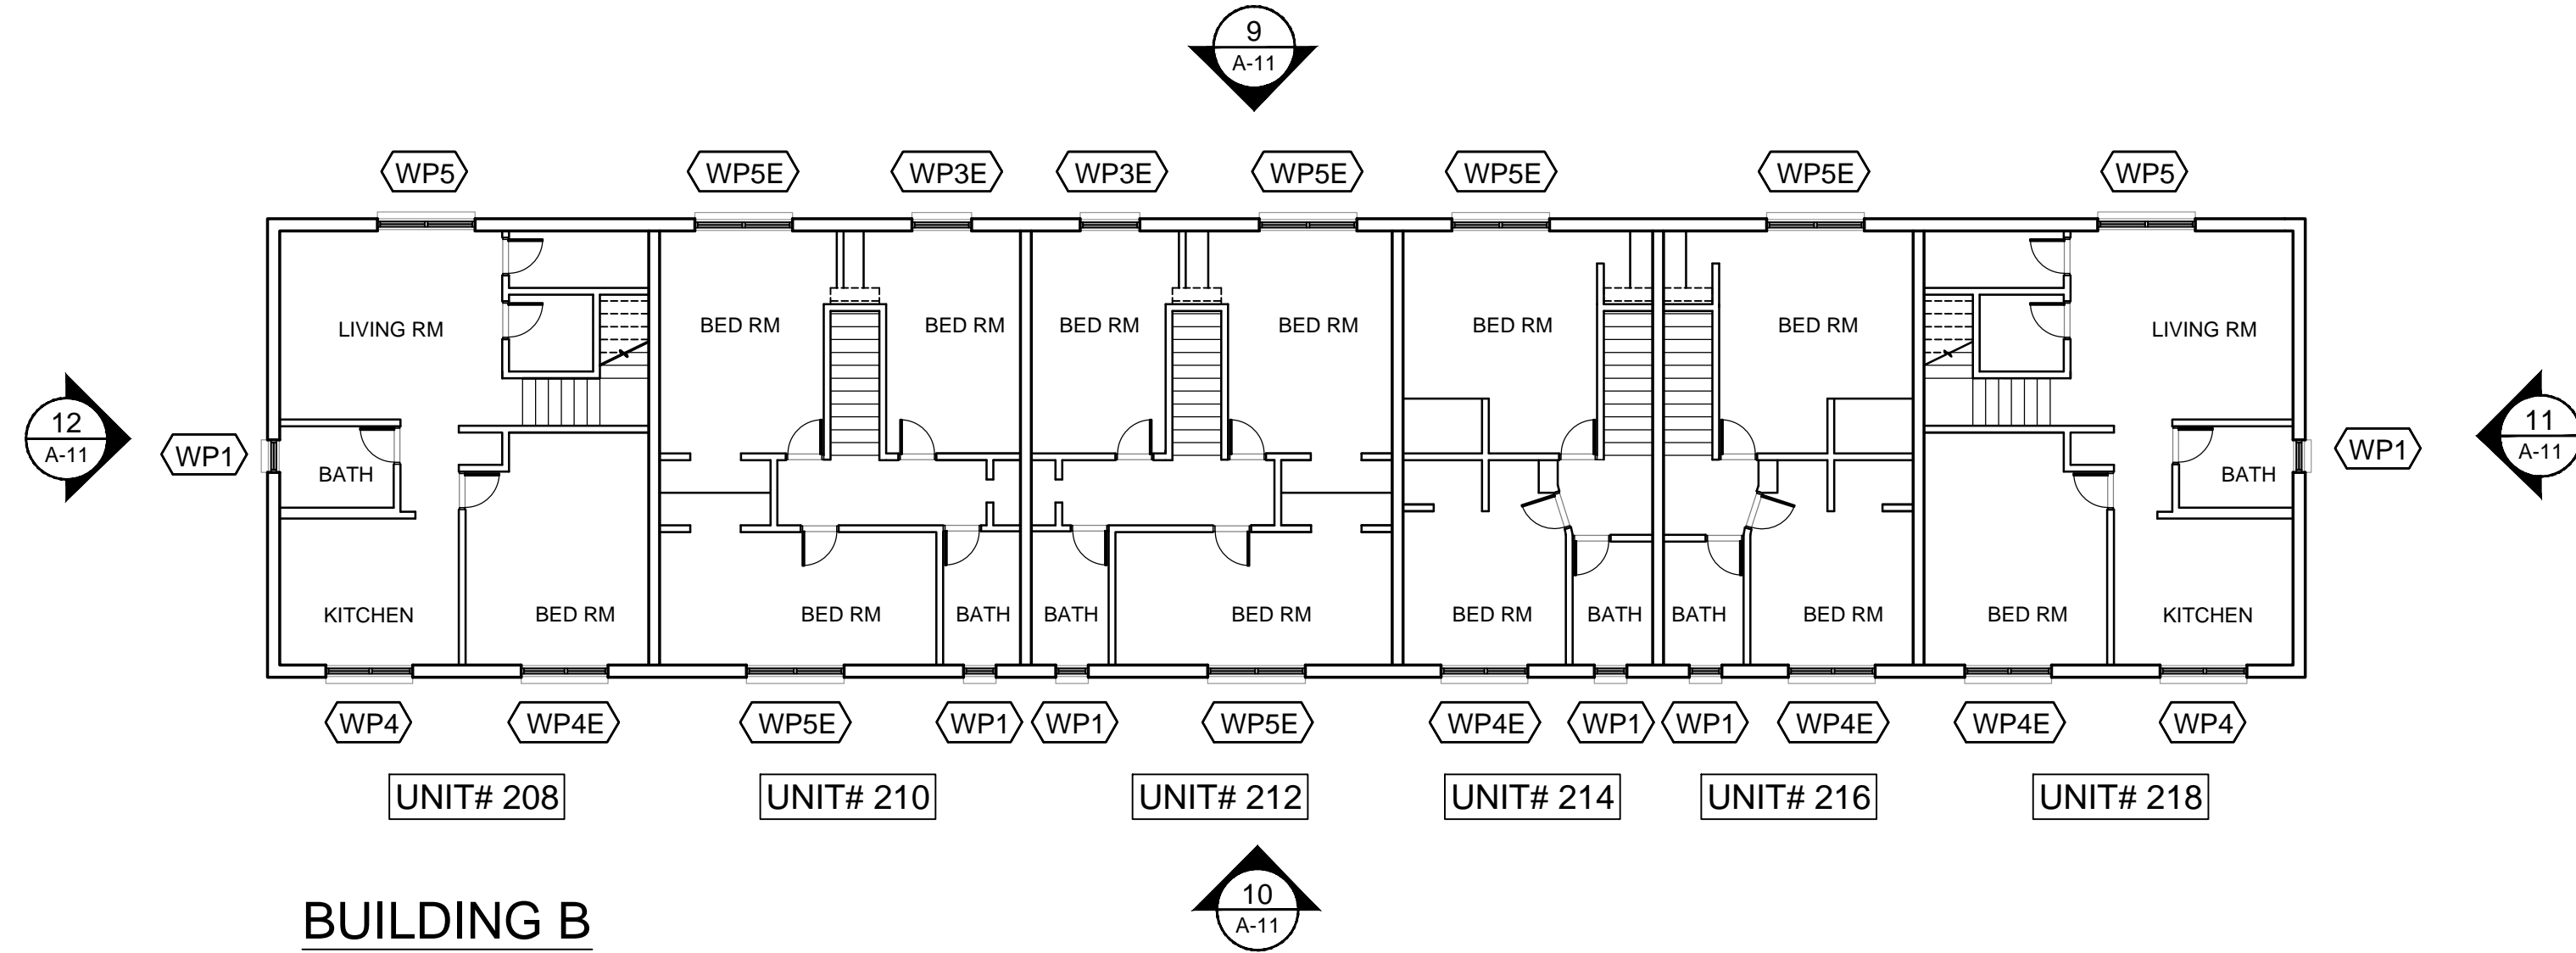 9
A-11
WP5
WP5E
WP3E
WP3E
WP5E
WP5E
WP5E
WP5
LIVING RM
BED RM
BED RM
BED RM
BED RM
BED RM
BED RM
LIVING RM
12
A-11
11
A-11
WP1
WP1
BATH
BATH
KITCHEN
BED RM
BED RM
BATH
BATH
BED RM
BED RM
BATH
BATH
BED RM
BED RM
KITCHEN
WP4
WP4E
WP5E
WP1
WP1
WP5E
WP4E
WP1
WP1
WP4E
WP4E
WP4
UNIT# 208
UNIT# 210
UNIT# 212
UNIT# 214
UNIT# 216
UNIT# 218
10
A-11
BUILDING B